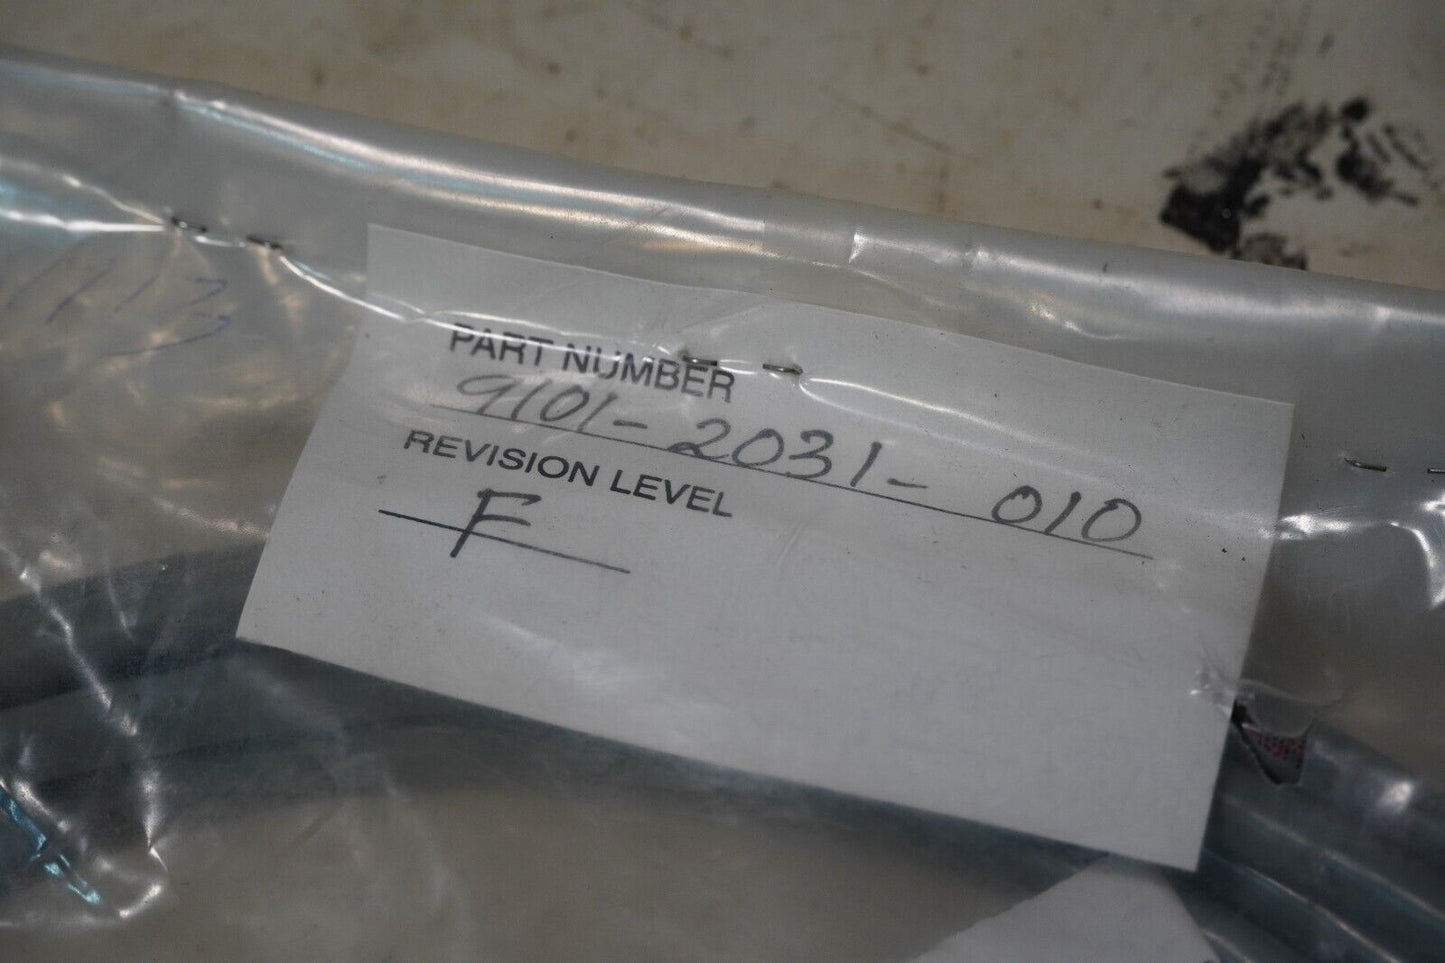 PART NUMBER
9101-2031-010
REVISION LEVEL
F